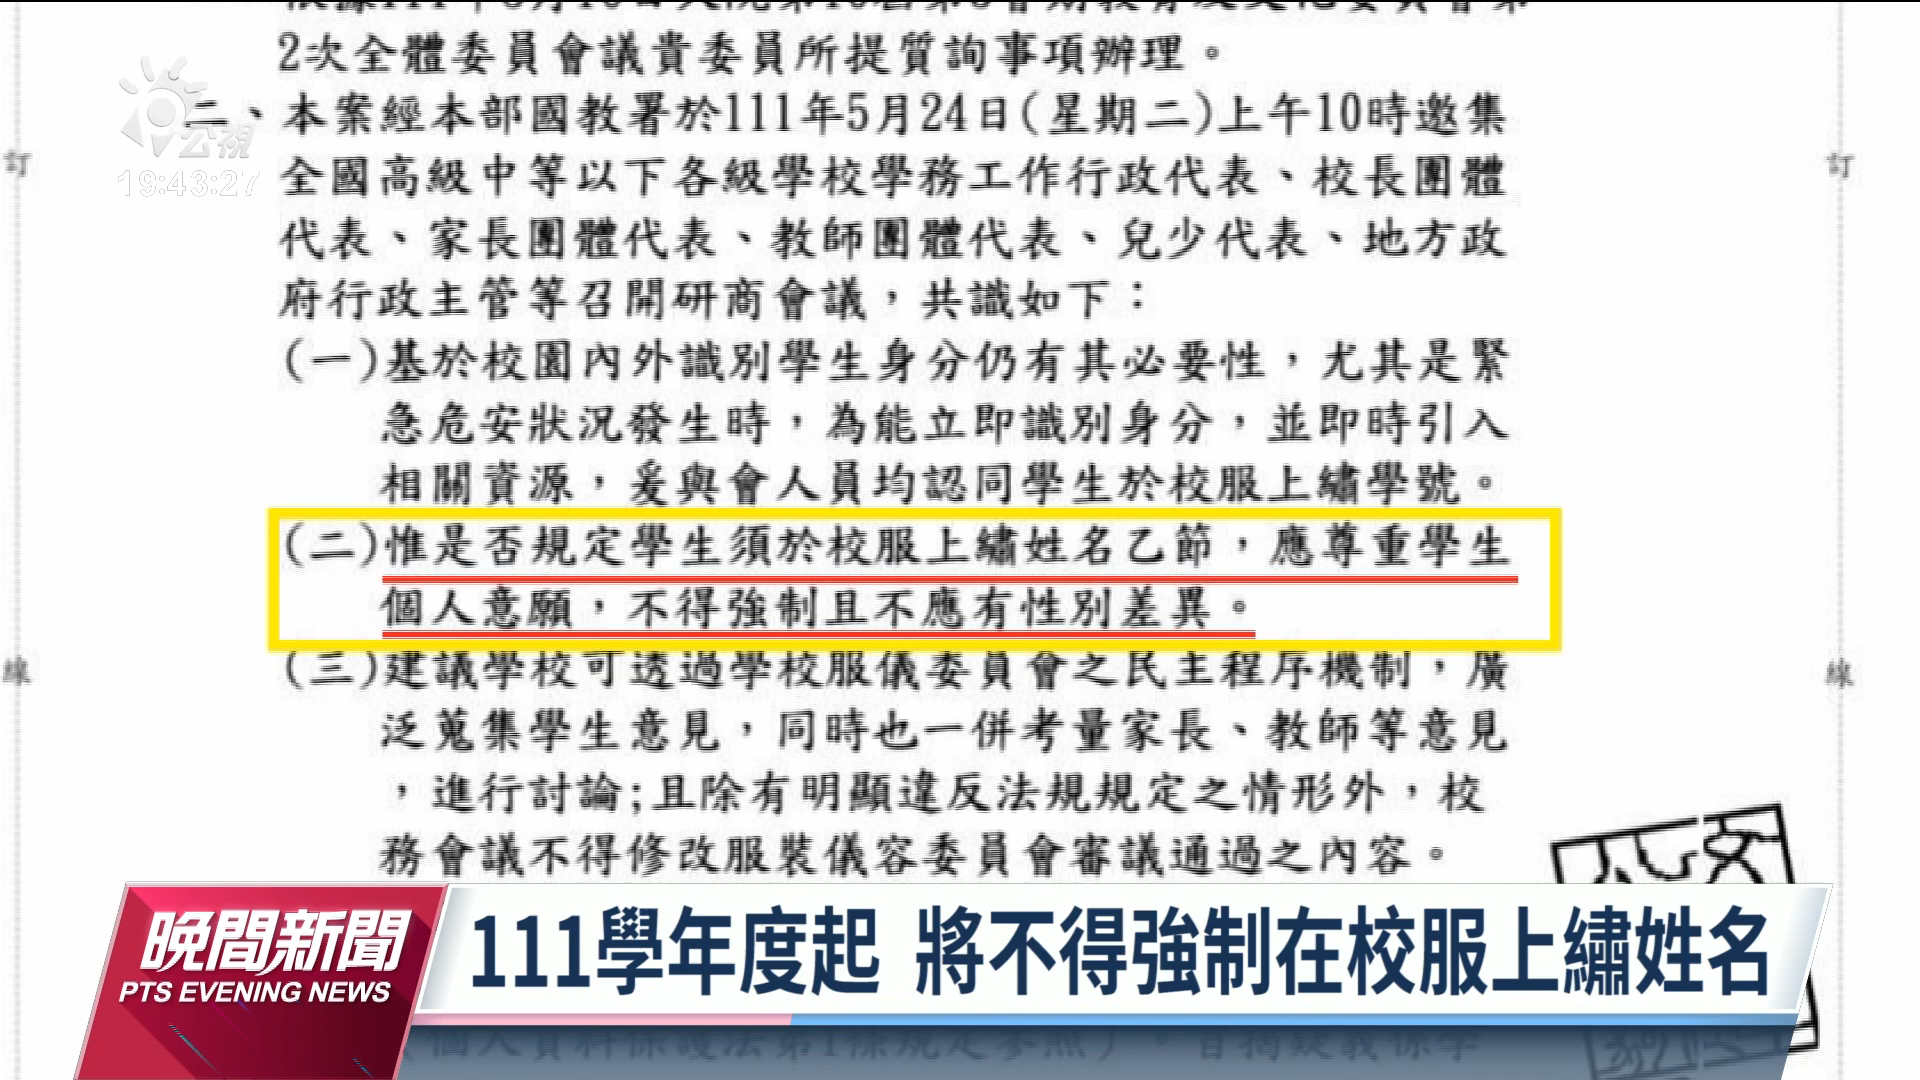 2次全體委員會議貴委員所提質詢事項辦理。
二、本案經本部國教署於111年5月24日(星期二)上午10時邀集
公視
19:43:27
訂
訂
全國高級中等以下各級學校學務工作行政代表、校長團體
代表、家長團體代表、教師團體代表、兒少代表、地方政
府行政主管等召開研商會議，共識如下：
(一)基於校園內外識別學生身分仍有其必要性，尤其是緊
急危安狀況發生時，為能立即識別身分，並即時引入
相關資源，爰與會人員均認同學生於校服上繡學號。
(二)惟是否規定學生須於校服上繡姓名乙節，應尊重學生
個人意願，不得強制且不應有性別差異。
線
線
(三)建議學校可透過學校服儀委員會之民主程序機制，廣
泛蒐集學生意見，同時也一併考量家長、教師等意見
，進行討論;且除有明顯違反法規規定之情形外，校
務會議不得修改服裝儀容委員會審議通過之內容。
晚間新聞
PTS EVENING NEWS
111學年度起 將不得強制在校服上繡姓名